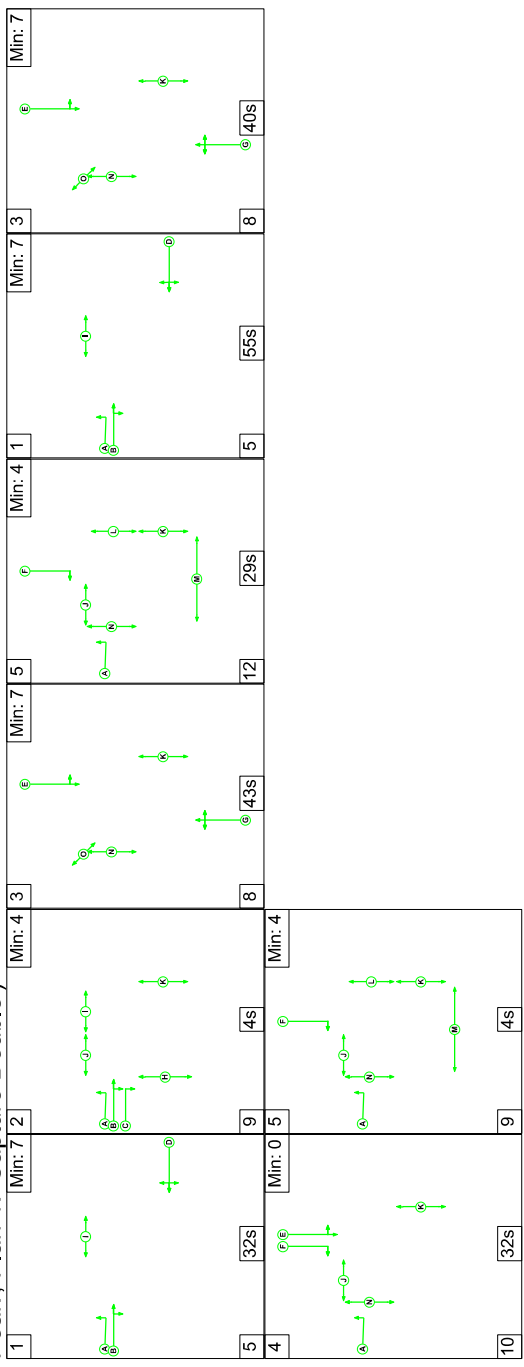 1 Min: 7
I
A
B
D
5 32s
2 Min: 4
J I
A
B
C
H K
9 4s
3 Min: 7
E
O
N
K
G
8 43s
5 Min: 4
F
J
A
N L
K
M
12 29s
1 Min: 7
I
A
B
D
5 55s
3 Min: 7
E
O
N
K
G
8 40s
4 Min: 0
F E
J
A
N
K
10 32s
5 Min: 4
F
J
A
N L
K
M
9 4s